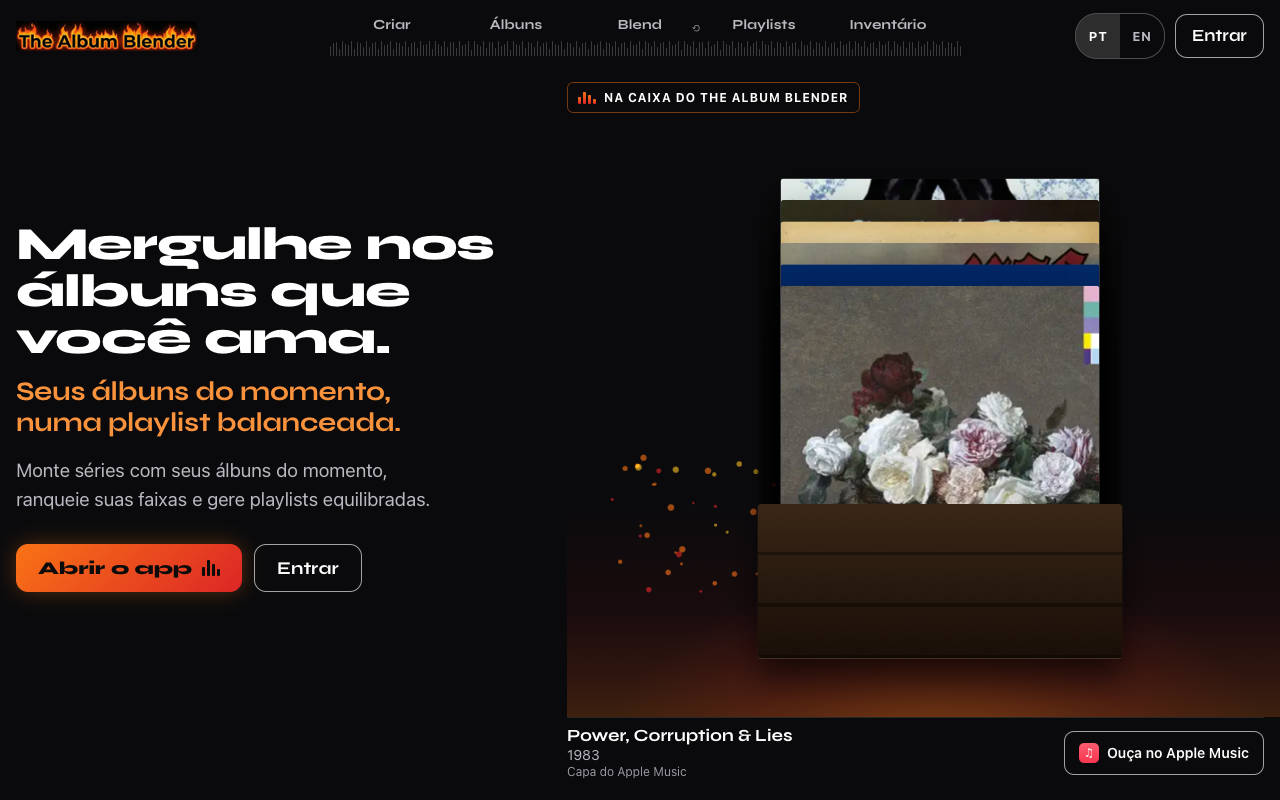 The Album Blender
Criar
Álbuns
Blend
Playlists
Inventário
PT
EN
Entrar
NA CAIXA DO THE ALBUM BLENDER
Mergulhe nos
álbuns que
você ama.
Seus álbuns do momento,
numa playlist balanceada.
Monte séries com seus álbuns do momento,
ranqueie suas faixas e gere playlists equilibradas.
Abrir o app
Entrar
Power, Corruption & Lies
1983
Capa do Apple Music
Ouça no Apple Music